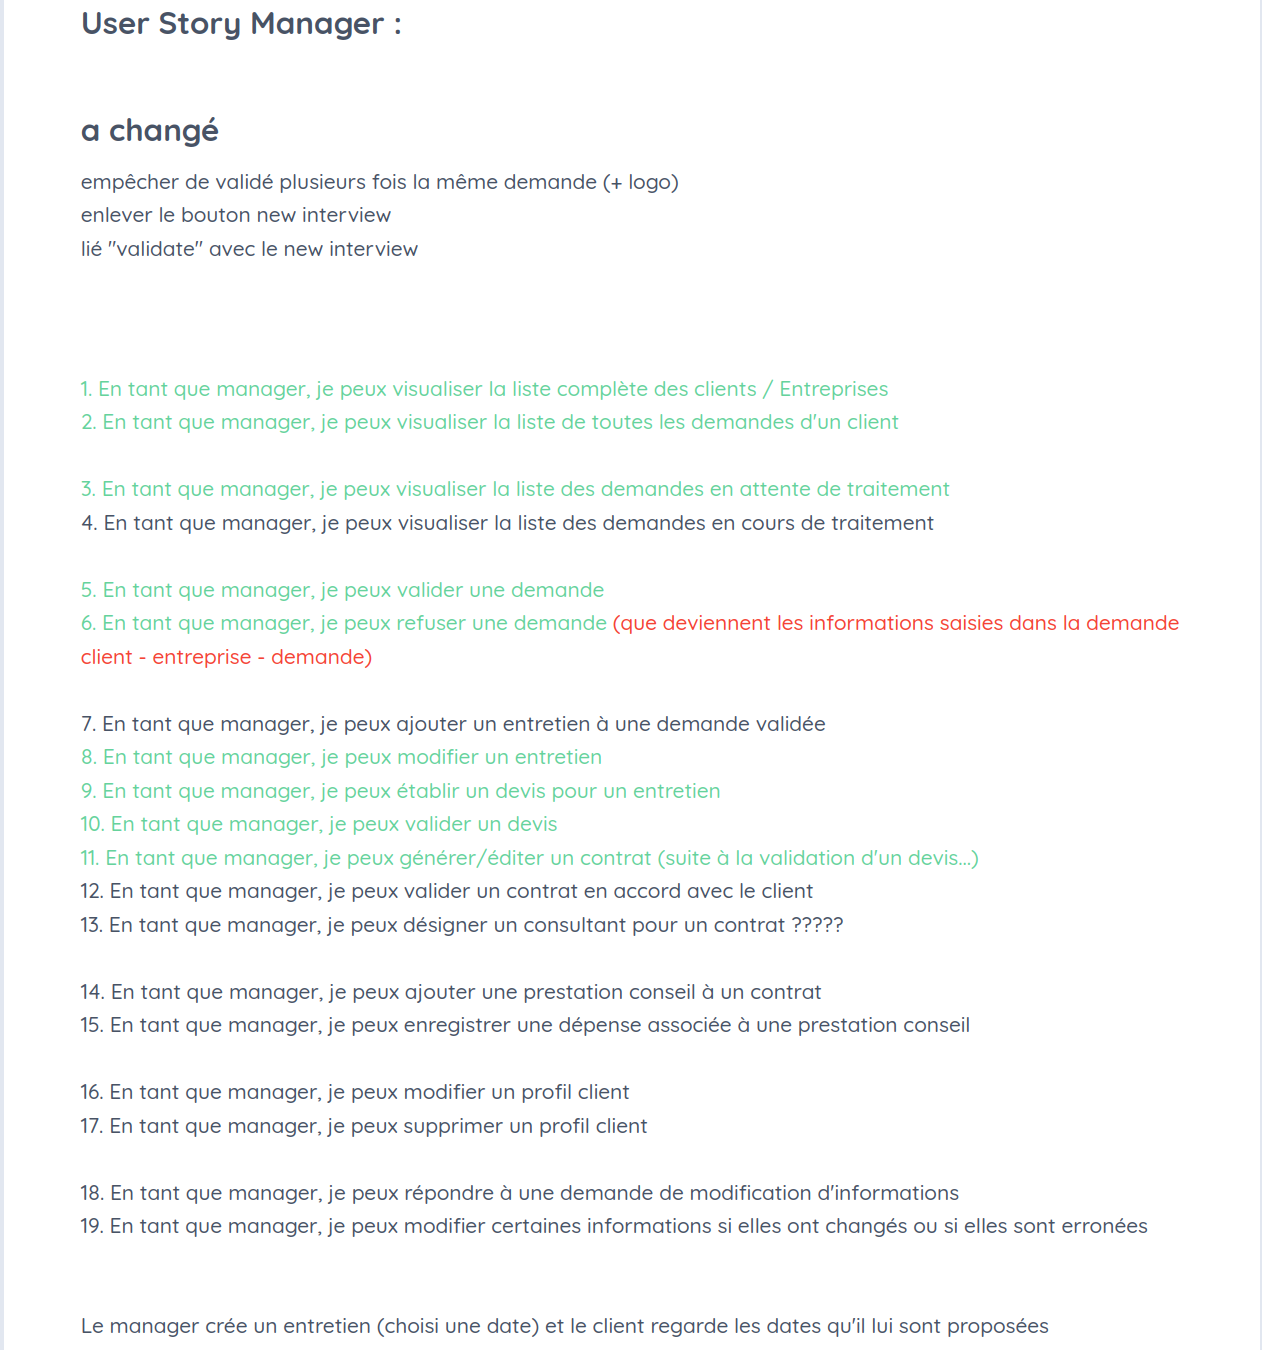 User Story Manager :
a changé
empêcher de validé plusieurs fois la même demande (+ logo)
enlever le bouton new interview
lié "validate" avec le new interview
1. En tant que manager, je peux visualiser la liste complète des clients / Entreprises
2. En tant que manager, je peux visualiser la liste de toutes les demandes d'un client
3. En tant que manager, je peux visualiser la liste des demandes en attente de traitement
4. En tant que manager, je peux visualiser la liste des demandes en cours de traitement
5. En tant que manager, je peux valider une demande
6. En tant que manager, je peux refuser une demande (que deviennent les informations saisies dans la demande
client - entreprise - demande)
7. En tant que manager, je peux ajouter un entretien à une demande validée
8. En tant que manager, je peux modifier un entretien
9. En tant que manager, je peux établir un devis pour un entretien
10. En tant que manager, je peux valider un devis
11. En tant que manager, je peux générer/éditer un contrat (suite à la validation d'un devis...)
12. En tant que manager, je peux valider un contrat en accord avec le client
13. En tant que manager, je peux désigner un consultant pour un contrat ?????
14. En tant que manager, je peux ajouter une prestation conseil à un contrat
15. En tant que manager, je peux enregistrer une dépense associée à une prestation conseil
16. En tant que manager, je peux modifier un profil client
17. En tant que manager, je peux supprimer un profil client
18. En tant que manager, je peux répondre à une demande de modification d'informations
19. En tant que manager, je peux modifier certaines informations si elles ont changés ou si elles sont erronées
Le manager crée un entretien (choisi une date) et le client regarde les dates qu'il lui sont proposées